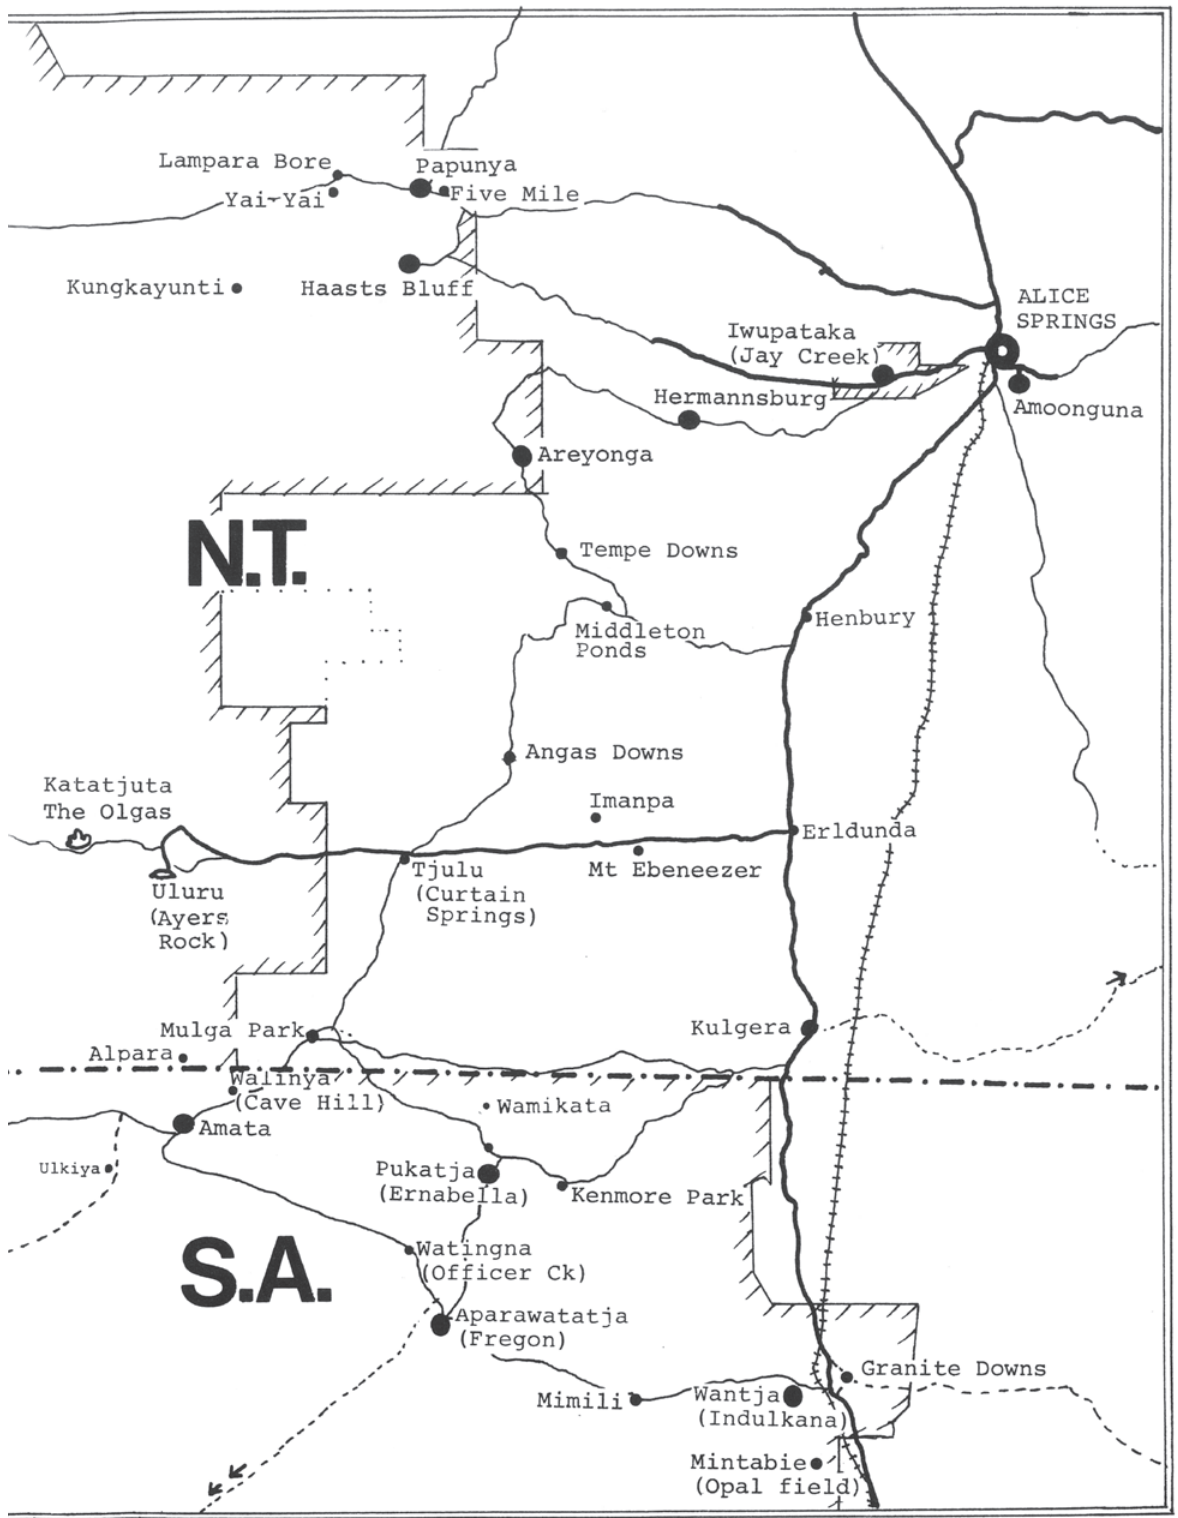 Lampara Bore
Papunya
Yai-Yai
Five Mile
Kungkayunti
Haasts Bluff
ALICE
SPRINGS
Iwupataka
(Jay Creek)
Hermannsburg
Amoonguna
Areyonga
N.T.
Tempe Downs
Henbury
Middleton
Ponds
Angas Downs
Katatjuta
The Olgas
Imanpa
Erldunda
Tjulu
(Curtain
Springs)
Mt Ebeneezer
Uluru
(Ayers
Rock)
Mulga Park
Kulgera
Alpara
Walinya
(Cave Hill)
Wamikata
Amata
Ulkiya
Pukatja
(Ernabella)
Kenmore Park
S.A.
Watingna
(Officer Ck)
Aparawatatja
(Fregon)
Granite Downs
Mimili
Wantja
(Indulkana)
Mintabie
(Opal field)